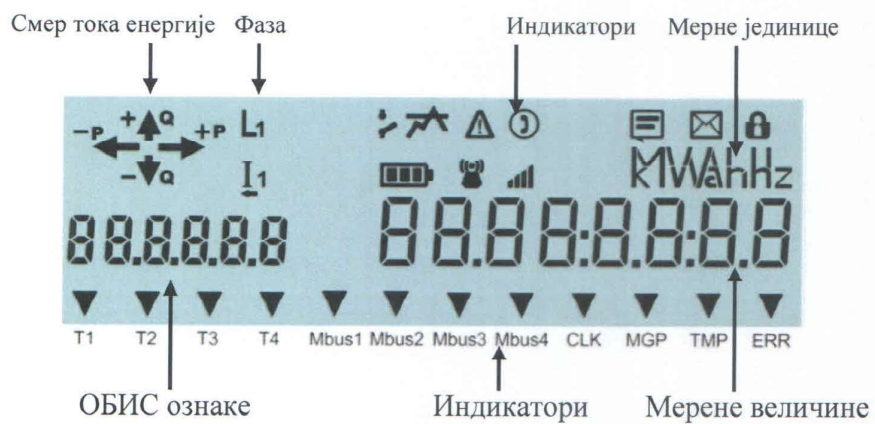 Смер тока енергије Фаза Индикатори Мерне јединице
+ Q L1
-P +P
- Q I1 kMWAhHz
88.8.8.8.8 88.88:8.8:8.8
T1 T2 T3 T4 Mbus1 Mbus2 Mbus3 Mbus4 CLK MGP TMP ERR
ОБИС ознаке Индикатори Мерене величине